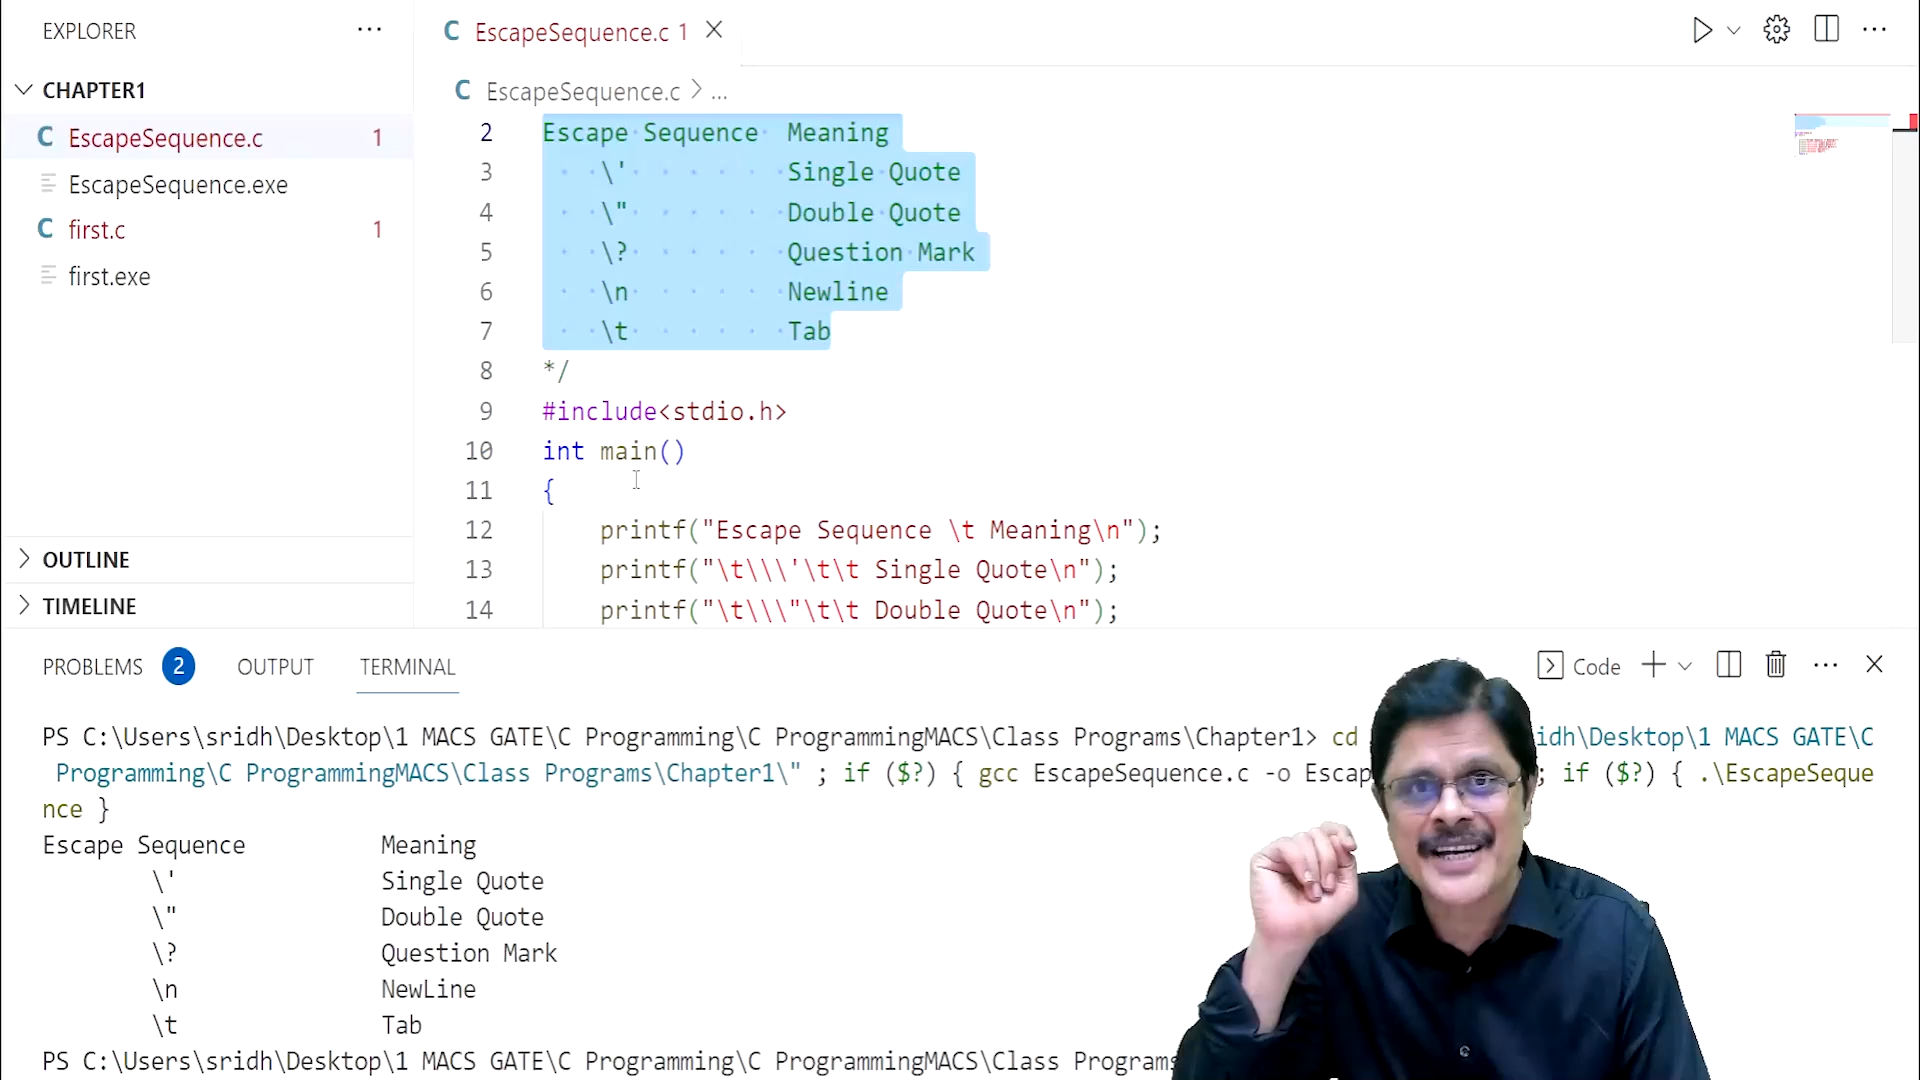 EXPLORER
CHAPTER1
C EscapeSequence.c 1
EscapeSequence.exe
C first.c 1
first.exe
OUTLINE
TIMELINE
C EscapeSequence.c 1
C EscapeSequence.c > ...
2 Escape Sequence Meaning
3 \' Single Quote
4 \" Double Quote
5 \? Question Mark
6 \n Newline
7 \t Tab
8 */
9 #include<stdio.h>
10 int main()
11 {
12 printf("Escape Sequence \t Meaning\n");
13 printf("\t\\\'\t\t Single Quote\n");
14 printf("\t\\\"\t\t Double Quote\n");
PROBLEMS 2 OUTPUT TERMINAL
Code
PS C:\Users\sridh\Desktop\1 MACS GATE\C Programming\C ProgrammingMACS\Class Programs\Chapter1> cd idh\Desktop\1 MACS GATE\C
Programming\C ProgrammingMACS\Class Programs\Chapter1\" ; if ($?) { gcc EscapeSequence.c -o Escap ; if ($?) { .\EscapeSeque
nce }
Escape Sequence Meaning
\' Single Quote
\" Double Quote
\? Question Mark
\n NewLine
\t Tab
PS C:\Users\sridh\Desktop\1 MACS GATE\C Programming\C ProgrammingMACS\Class Programs